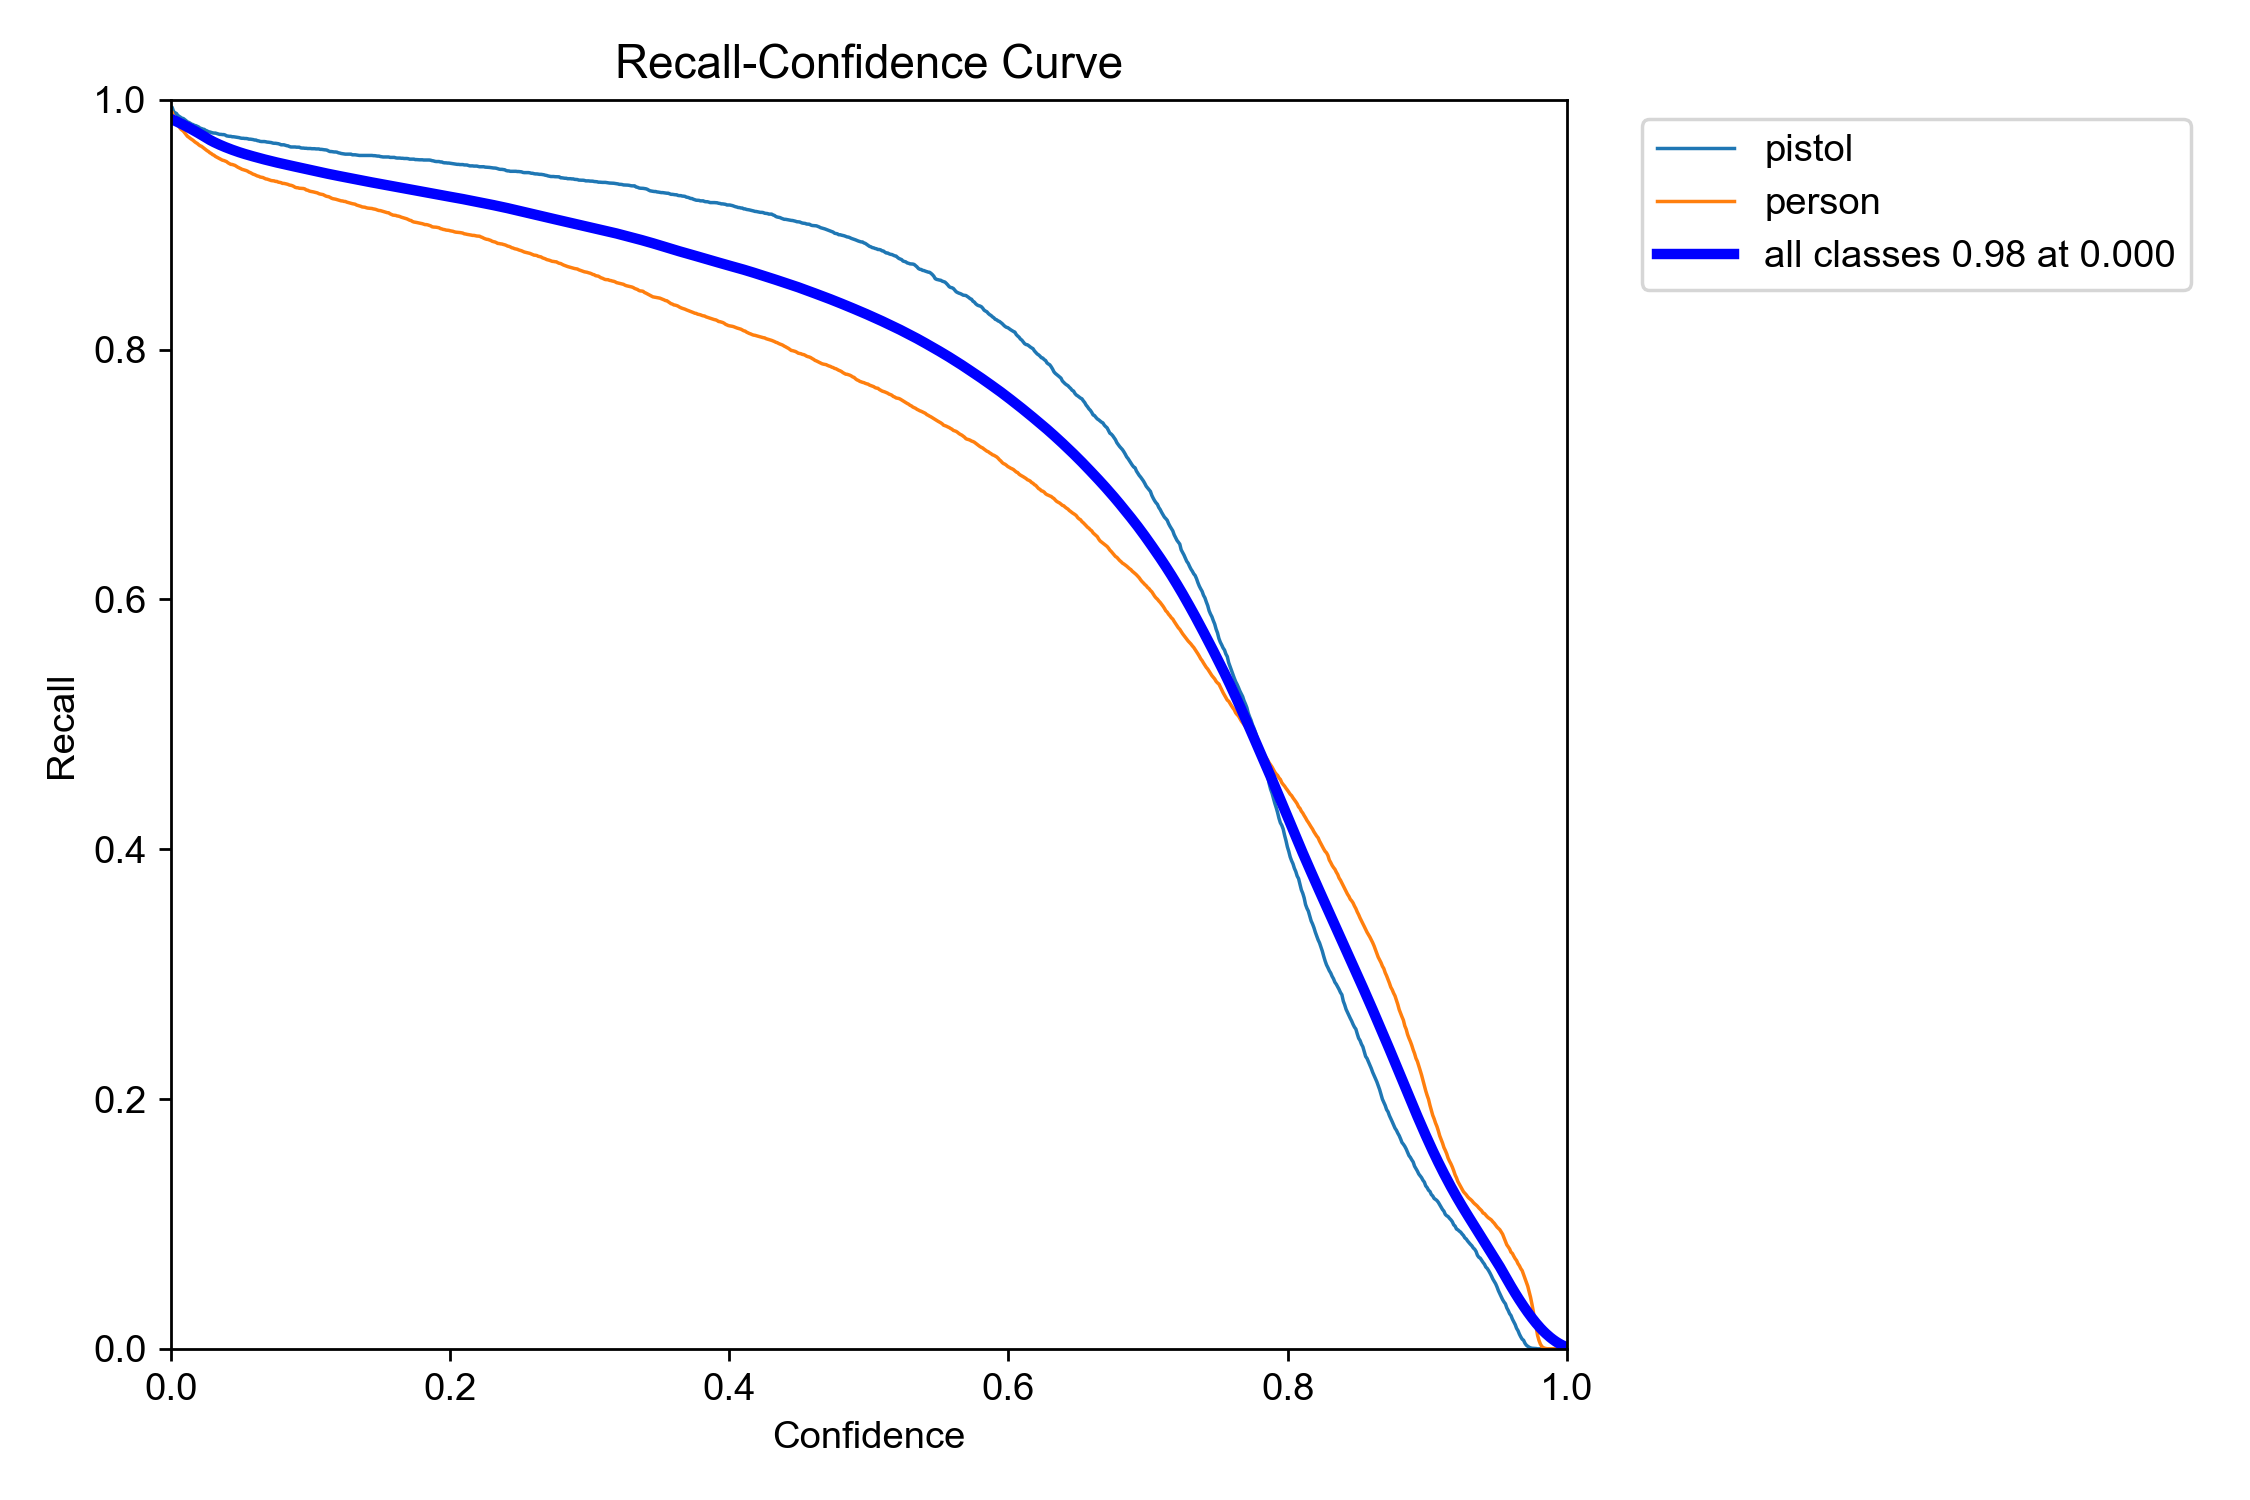 Recall-Confidence Curve
1.0
0.8
0.6
0.4
0.2
0.0
Recall
0.0 0.2 0.4 0.6 0.8 1.0
Confidence
pistol
person
all classes 0.98 at 0.000